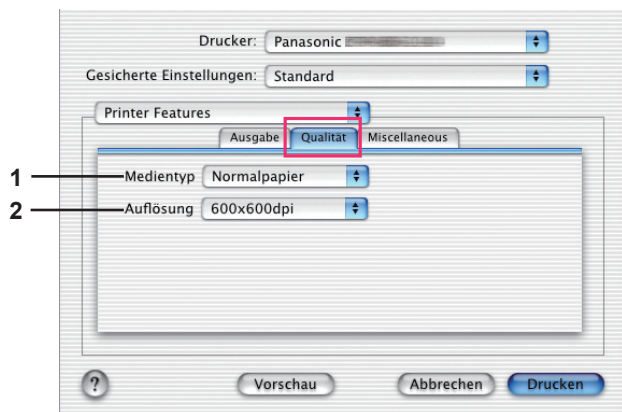 Drucker: Panasonic
Gesicherte Einstellungen: Standard
Printer Features
Ausgabe Qualität Miscellaneous
1 Medientyp Normalpapier
2 Auflösung 600x600dpi
? Vorschau Abbrechen Drucken